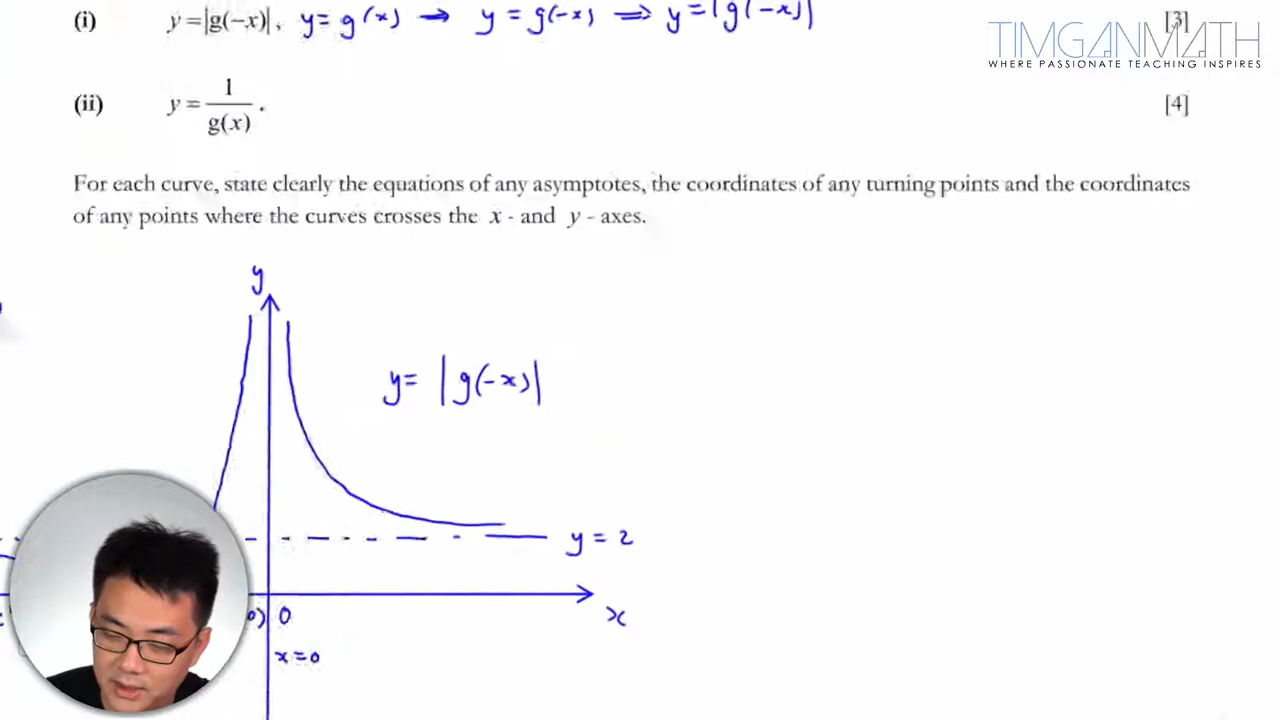 (i) y = |g(−x)|, y = g(x) → y = g(−x) ⟹ y = |g(−x)| [3]
TIMGANMATH
WHERE PASSIONATE TEACHING INSPIRES
(ii) y = 1/g(x) . [4]
For each curve, state clearly the equations of any asymptotes, the coordinates of any turning points and the coordinates
of any points where the curves crosses the x - and y - axes.
y
y = |g(−x)|
y = 2
0) 0
x
x = 0